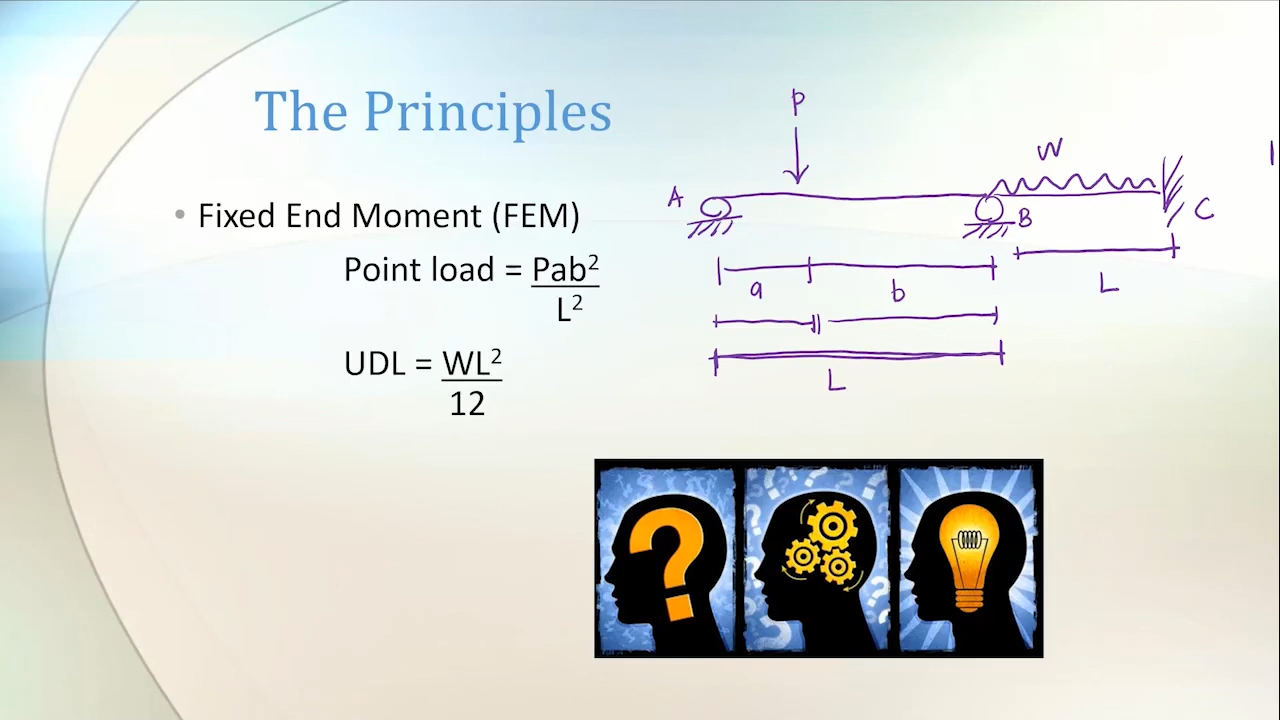 The Principles
• Fixed End Moment (FEM)
Point load = Pab²
L²
UDL = WL²
12
P
W
A
B
C
a
b
L
L